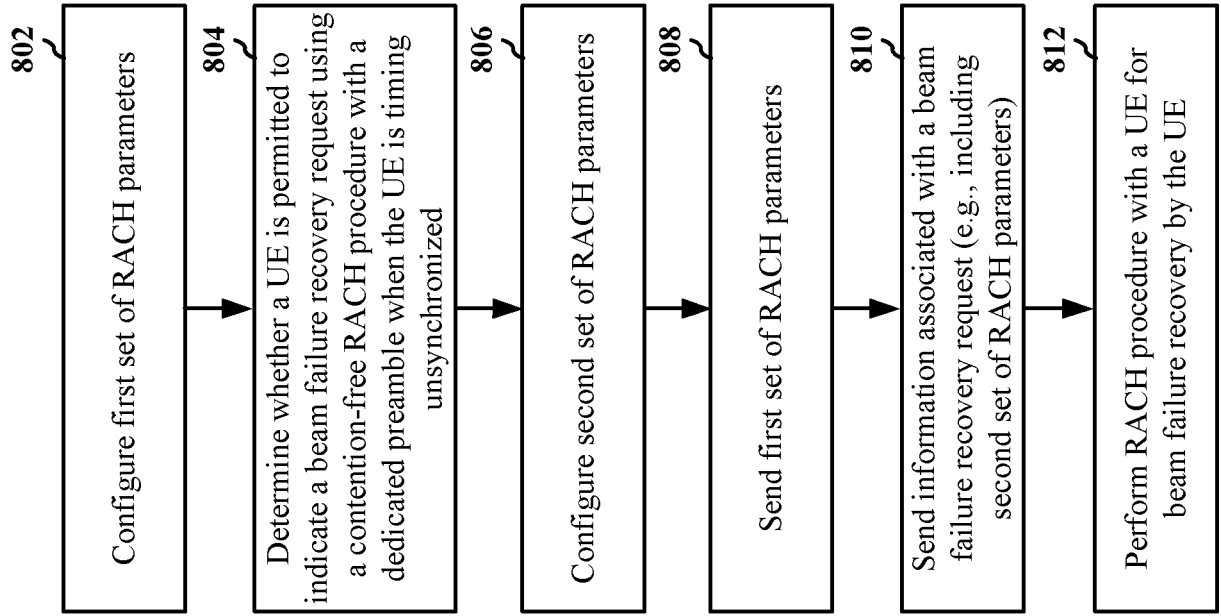 802
Configure first set of RACH parameters
804
Determine whether a UE is permitted to
indicate a beam failure recovery request using
a contention-free RACH procedure with a
dedicated preamble when the UE is timing
unsynchronized
806
Configure second set of RACH parameters
808
Send first set of RACH parameters
810
Send information associated with a beam
failure recovery request (e.g., including
second set of RACH parameters)
812
Perform RACH procedure with a UE for
beam failure recovery by the UE